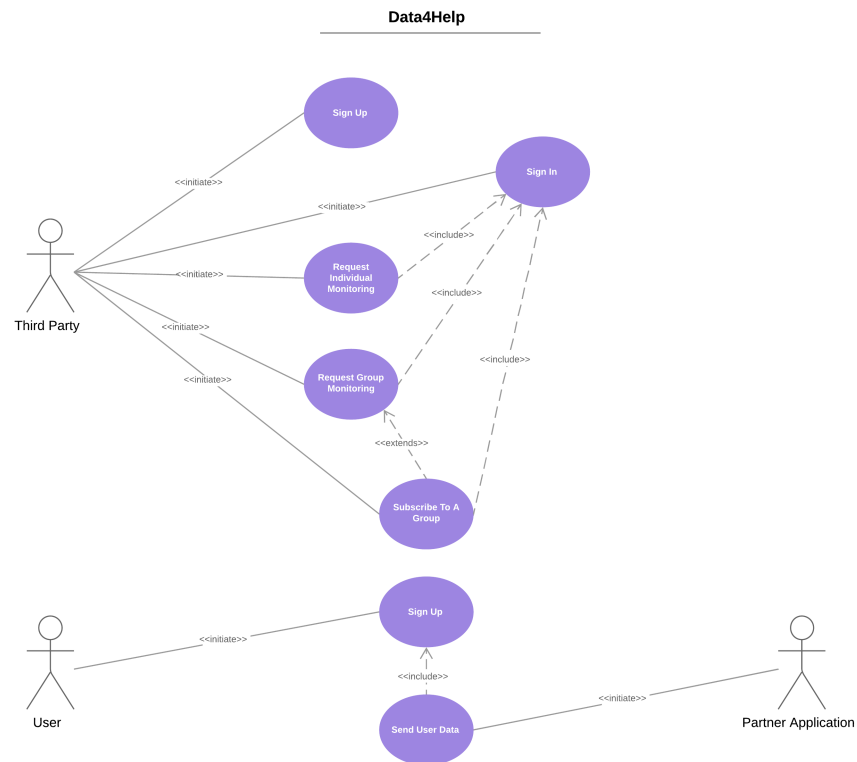 Data4Help
Sign Up
Sign In
<<initiate>>
<<initiate>>
<<include>>
Request
Individual
Monitoring
<<initiate>>
<<include>>
Third Party
<<initiate>>
<<include>>
Request Group
Monitoring
<<initiate>>
<<extends>>
Subscribe To A
Group
Sign Up
<<initiate>>
<<include>>
<<initiate>>
User
Send User Data
Partner Application